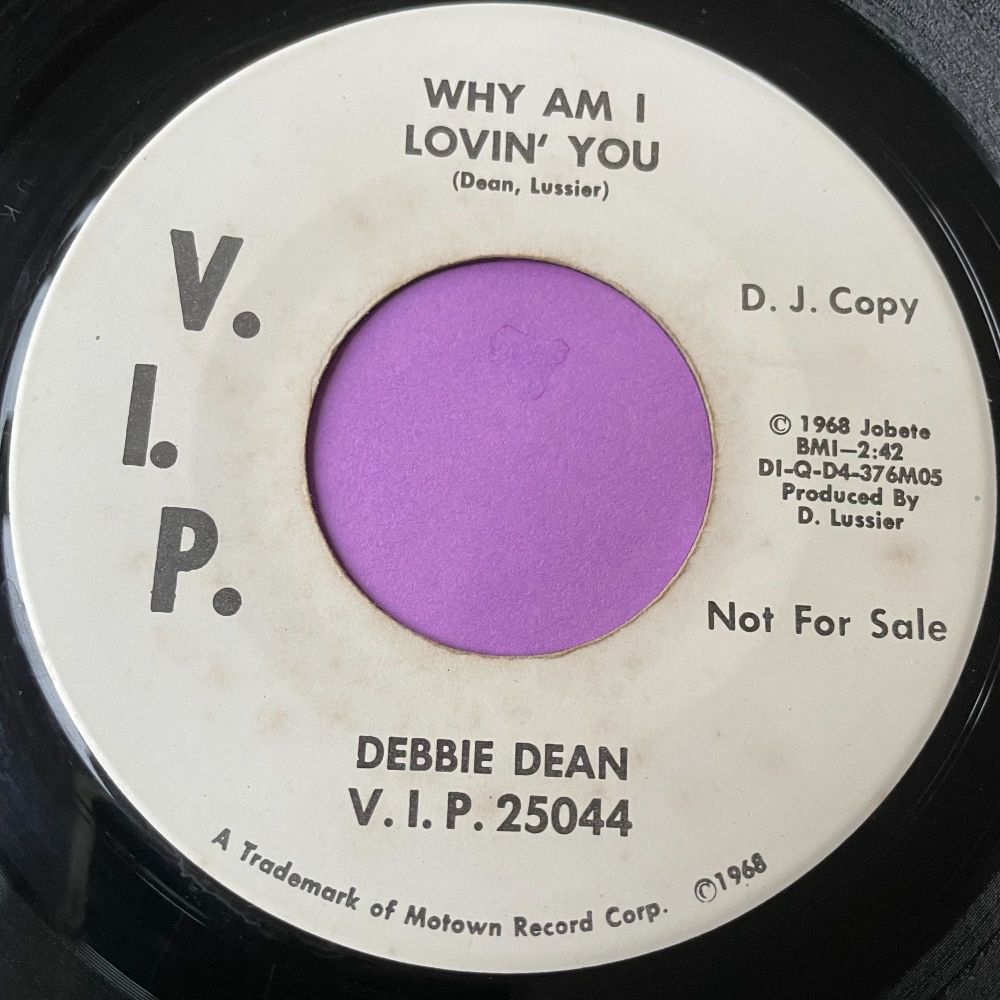 WHY AM I
LOVIN' YOU
(Dean, Lussier)
V.
I.
P.
D. J. Copy
© 1968 Jobete
BMI—2:42
DI-Q-D4-376M05
Produced By
D. Lussier
Not For Sale
DEBBIE DEAN
V. I. P. 25044
A Trademark of Motown Record Corp. ©1968